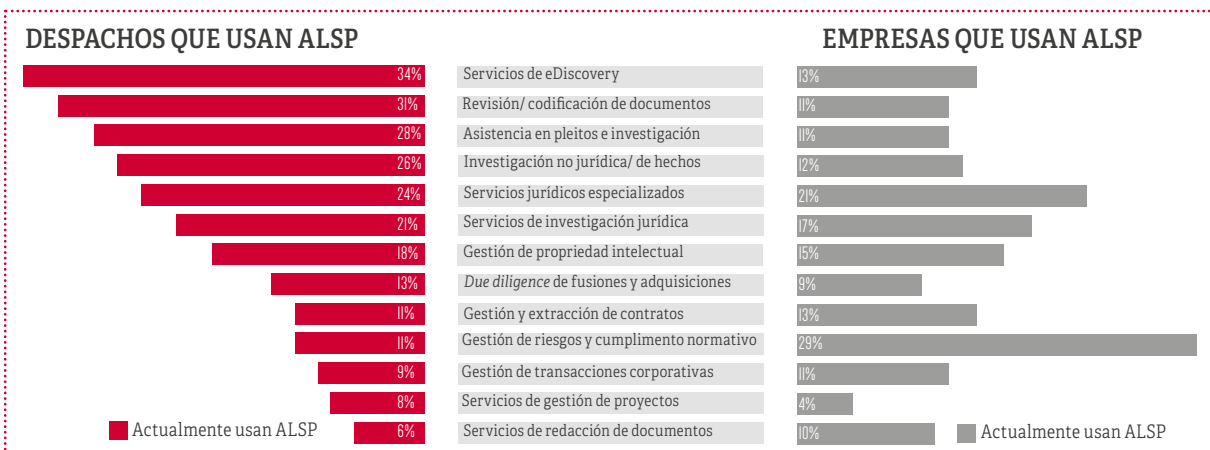 DESPACHOS QUE USAN ALSP
EMPRESAS QUE USAN ALSP
34% Servicios de eDiscovery 13%
31% Revisión/ codificación de documentos 11%
28% Asistencia en pleitos e investigación 11%
26% Investigación no jurídica/ de hechos 12%
24% Servicios jurídicos especializados 21%
21% Servicios de investigación jurídica 17%
18% Gestión de propriedad intelectual 15%
13% Due diligence de fusiones y adquisiciones 9%
11% Gestión y extracción de contratos 13%
11% Gestión de riesgos y cumplimento normativo 29%
9% Gestión de transacciones corporativas 11%
8% Servicios de gestión de proyectos 4%
Actualmente usan ALSP 6% Servicios de redacción de documentos 10% Actualmente usan ALSP